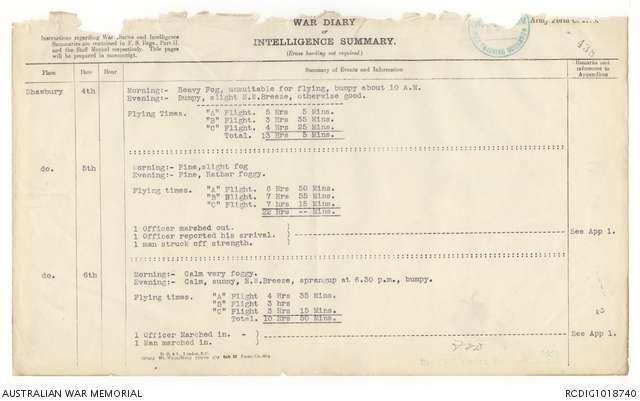 WAR DIARY
or
INTELLIGENCE SUMMARY.
(Erase heading not required.)
Instructions regarding War Diaries and Intelligence
Summaries are contained in F. S. Regs., Part II.
and the Staff Manual respectively. Title pages
will be prepared in manuscript.
Army Form
438
Place Date Hour Summary of Events and Information Remarks and references to Appendices
Shawbury 4th Morning:- Heavy Fog, unsuitable for flying, bumpy about 10 A.M.
Evening:- Bumpy, slight N.E.Breeze, otherwise good.
Flying Times. "A" Flight. 5 Hrs 5 Mins.
"B" Flight. 3 Hrs 35 Mins.
"C" Flight. 4 Hrs 25 Mins.
Total. 13 Hrs 5 Mins.
do. 5th Morning:- Fine, slight fog
Evening:- Fine, Rather foggy.
Flying times. "A" Flight. 6 Hrs 50 Mins.
"B" Flight. 7 Hrs 55 Mins.
"C" Flight. 7 hrs 15 Mins.
22 Hrs -- Mins.
1 Officer marched out.
1 Officer reported his arrival. See App 1.
1 man struck off strength.
do. 6th Morning:- Calm very foggy.
Evening:- Calm, sunny, N.E.Breeze, sprangup at 6.30 p.m., bumpy.
Flying times. "A" Flight 4 Hrs 35 Mins.
"B" Flight 3 hrs
"C" Flight 3 Hrs 15 Mins.
Total. 10 Hrs 50 Mins.
1 Officer Marched in. - See App 1.
1 Man marched in.
D. D. & L., London, E.C.
AUSTRALIAN WAR MEMORIAL
RCDIG1018740